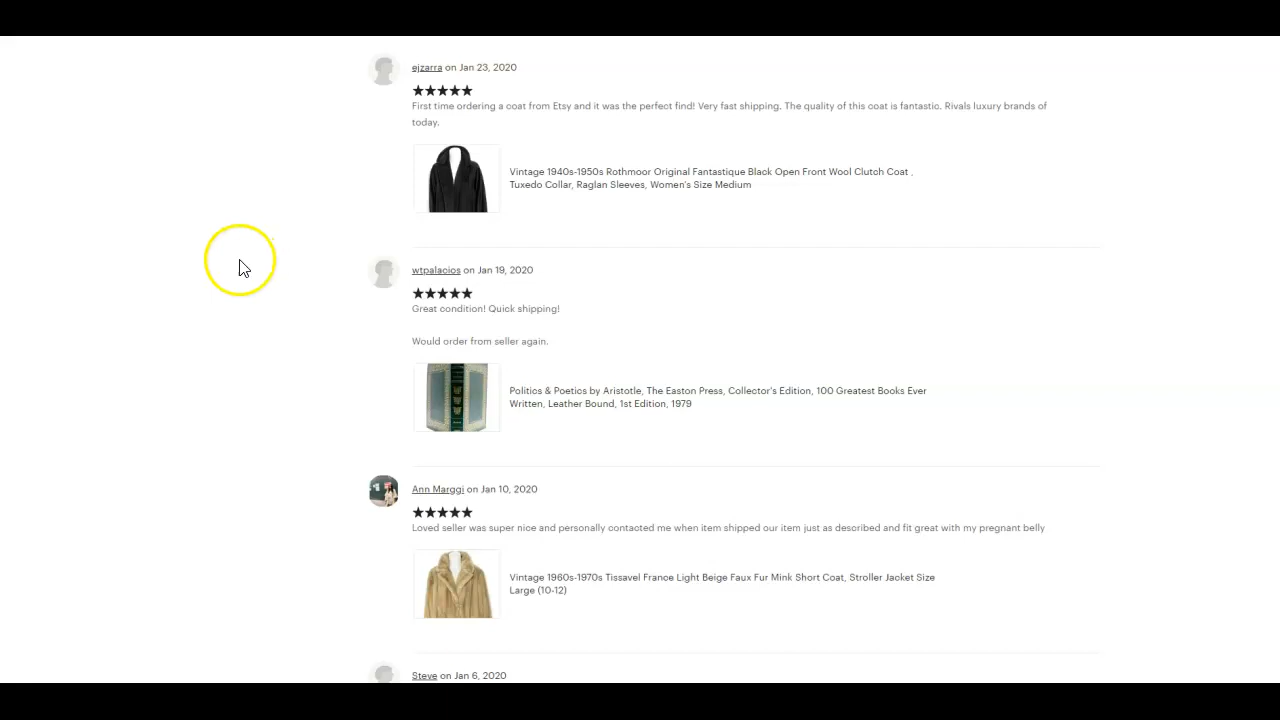 ejzarra on Jan 23, 2020
First time ordering a coat from Etsy and it was the perfect find! Very fast shipping. The quality of this coat is fantastic. Rivals luxury brands of
today.
Vintage 1940s-1950s Rothmoor Original Fantastique Black Open Front Wool Clutch Coat ,
Tuxedo Collar, Raglan Sleeves, Women's Size Medium
wtpalacios on Jan 19, 2020
Great condition! Quick shipping!
Would order from seller again.
Politics & Poetics by Aristotle, The Easton Press, Collector's Edition, 100 Greatest Books Ever
Written, Leather Bound, 1st Edition, 1979
Ann Marggi on Jan 10, 2020
Loved seller was super nice and personally contacted me when item shipped our item just as described and fit great with my pregnant belly
Vintage 1960s-1970s Tissavel France Light Beige Faux Fur Mink Short Coat, Stroller Jacket Size
Large (10-12)
Steve on Jan 6, 2020